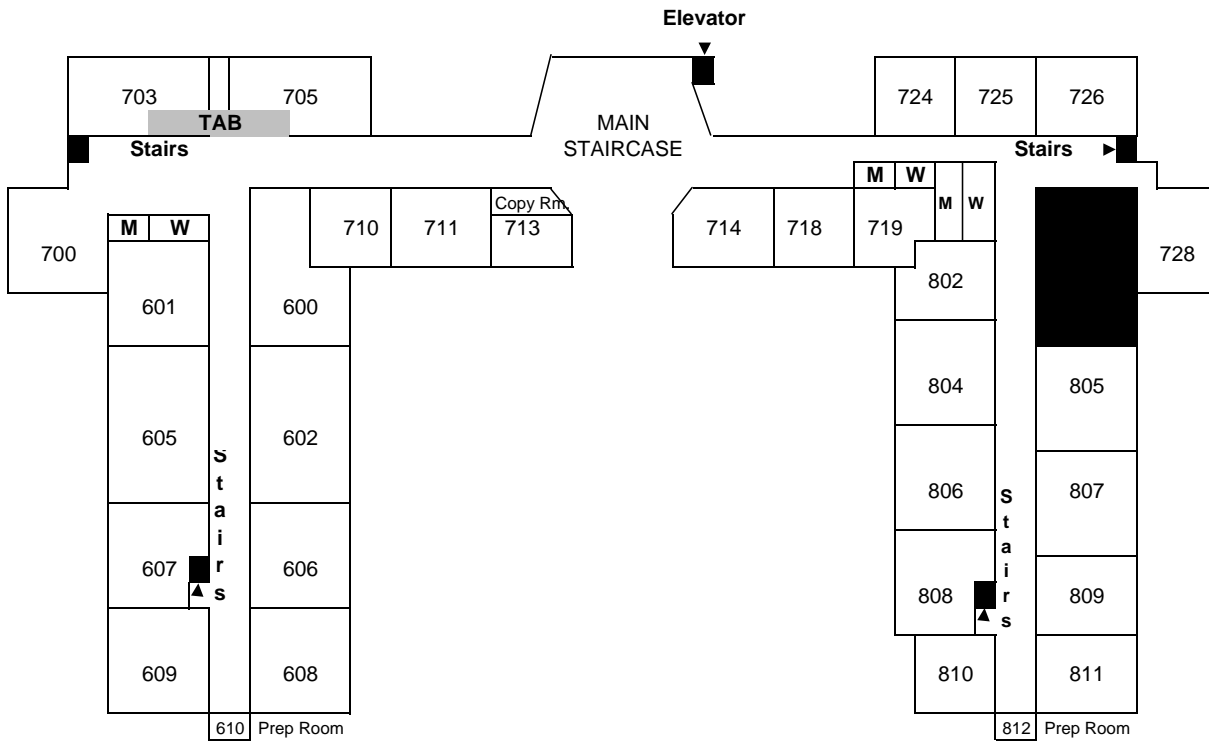 Elevator
703
705
724
725
726
TAB
MAIN
STAIRCASE
Stairs
Stairs
M W
M W
Copy Rm.
700
M W
710
711
713
714
718
719
728
802
601
600
804
805
605
602
Stairs
806
807
Stairs
607
606
808
809
609
608
810
811
610 Prep Room
812 Prep Room